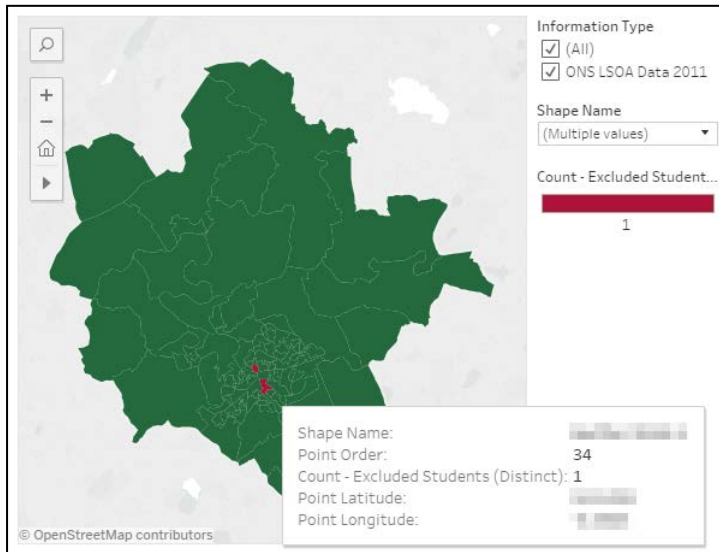 Information Type
(All)
ONS LSOA Data 2011
Shape Name
(Multiple values)
Count - Excluded Student...
1
Shape Name:
Point Order: 34
Count - Excluded Students (Distinct): 1
Point Latitude:
Point Longitude:
© OpenStreetMap contributors